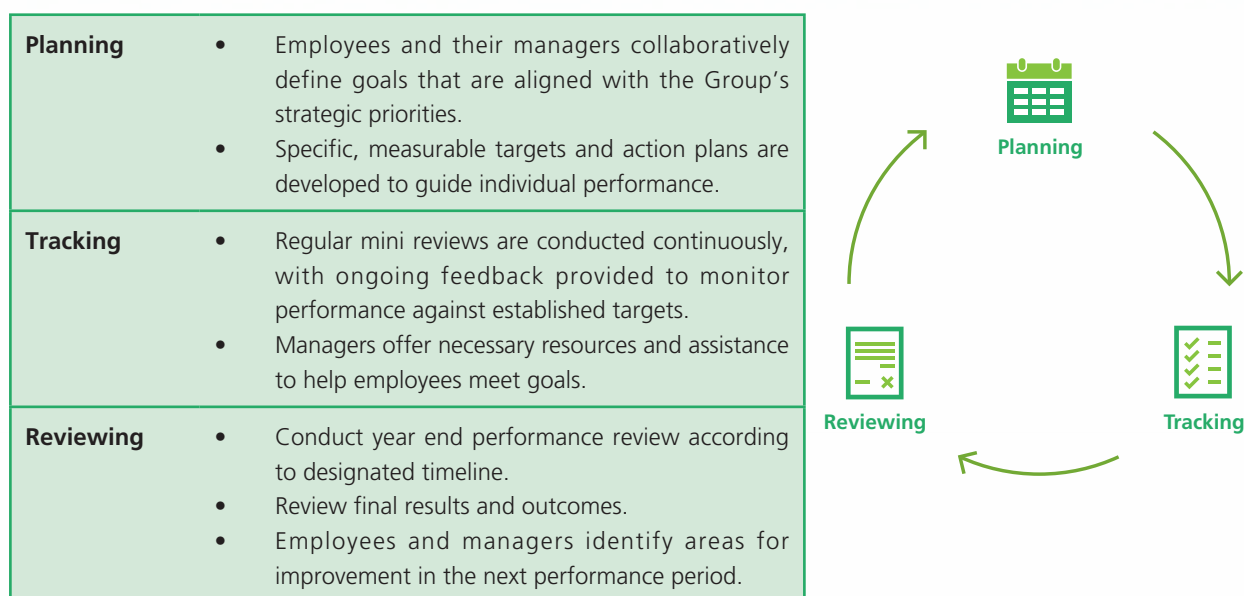 Planning • Employees and their managers collaboratively
define goals that are aligned with the Group's
strategic priorities.
• Specific, measurable targets and action plans are
developed to guide individual performance.
Tracking • Regular mini reviews are conducted continuously,
with ongoing feedback provided to monitor
performance against established targets.
• Managers offer necessary resources and assistance
to help employees meet goals.
Reviewing • Conduct year end performance review according
to designated timeline.
• Review final results and outcomes.
• Employees and managers identify areas for
improvement in the next performance period.
Planning
Reviewing
Tracking